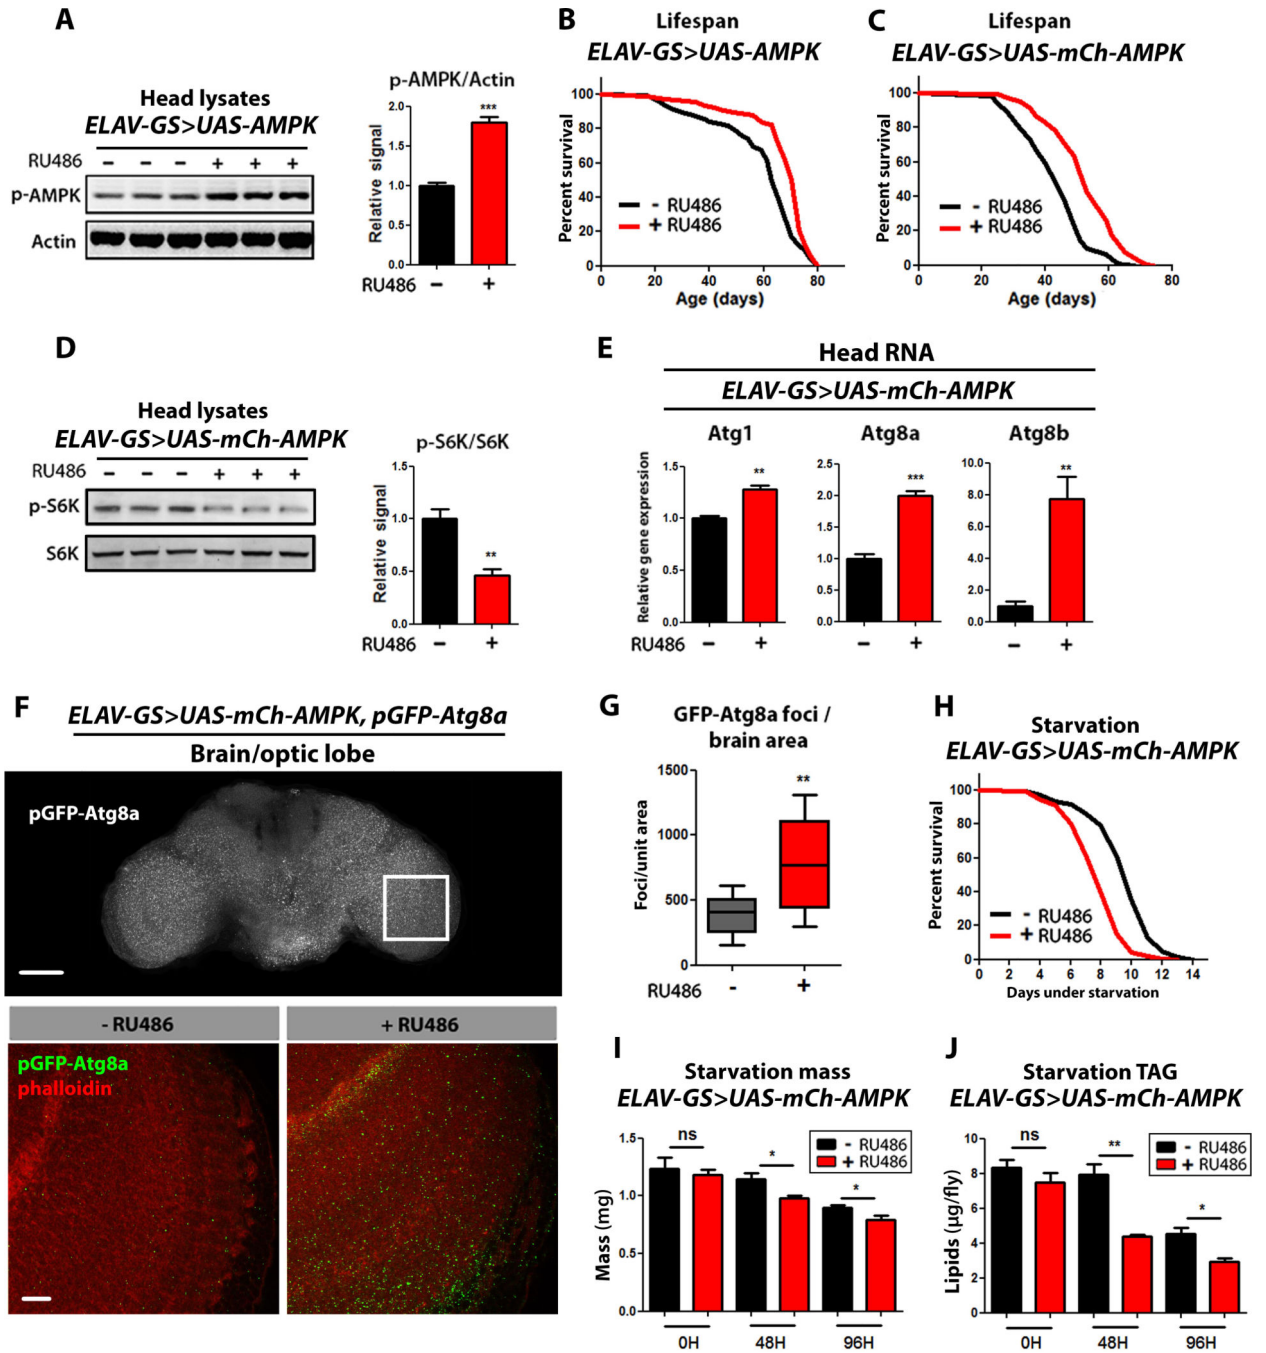 A
Head lysates
ELAV-GS>UAS-AMPK
RU486 – – – + + +
p-AMPK
Actin
p-AMPK/Actin
Relative signal
2.0
1.5
1.0
0.5
0.0
***
RU486 – +
B
Lifespan
ELAV-GS>UAS-AMPK
Percent survival
100
80
60
40
20
0
- RU486
+ RU486
0 20 40 60 80
Age (days)
C
Lifespan
ELAV-GS>UAS-mCh-AMPK
Percent survival
100
80
60
40
20
0
- RU486
+ RU486
0 20 40 60 80
Age (days)
D
Head lysates
ELAV-GS>UAS-mCh-AMPK
RU486 – – – + + +
p-S6K
S6K
p-S6K/S6K
Relative signal
1.5
1.0
0.5
0.0
**
RU486 – +
E
Head RNA
ELAV-GS>UAS-mCh-AMPK
Atg1
Relative gene expression
1.5
1.0
0.5
0.0
**
RU486 – +
Atg8a
2.5
2.0
1.5
1.0
0.5
0.0
***
– +
Atg8b
10.0
8.0
6.0
4.0
2.0
0.0
**
– +
F
ELAV-GS>UAS-mCh-AMPK, pGFP-Atg8a
Brain/optic lobe
pGFP-Atg8a
- RU486
+ RU486
pGFP-Atg8a
phalloidin
G
GFP-Atg8a foci /
brain area
Foci/unit area
1500
1000
500
0
**
RU486 - +
H
Starvation
ELAV-GS>UAS-mCh-AMPK
Percent survival
100
80
60
40
20
0
- RU486
+ RU486
0 2 4 6 8 10 12 14
Days under starvation
I
Starvation mass
ELAV-GS>UAS-mCh-AMPK
Mass (mg)
1.5
1.0
0.5
0.0
- RU486
+ RU486
ns
*
*
0H 48H 96H
J
Starvation TAG
ELAV-GS>UAS-mCh-AMPK
Lipids (µg/fly)
10
8
6
4
2
0
- RU486
+ RU486
ns
**
*
0H 48H 96H